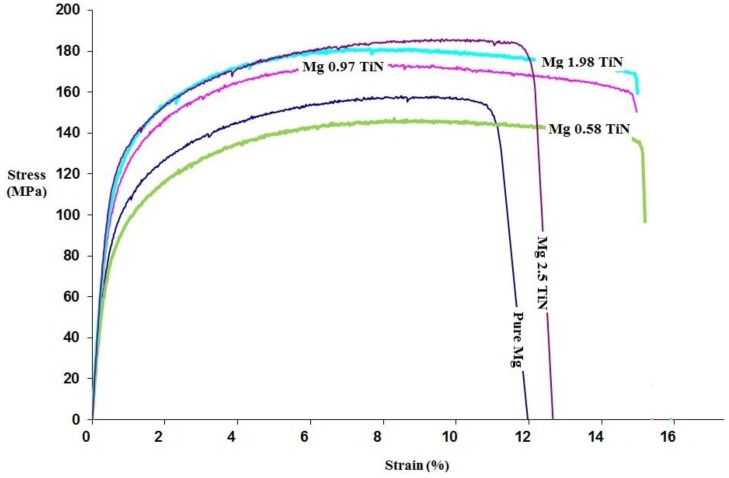 200
180
160
140
120
100
80
60
40
20
0
Stress
(MPa)
Mg 0.97 TiN
Mg 1.98 TiN
Mg 0.58 TiN
Mg 2.5 TiN
Pure Mg
0 2 4 6 8 10 12 14 16
Strain (%)